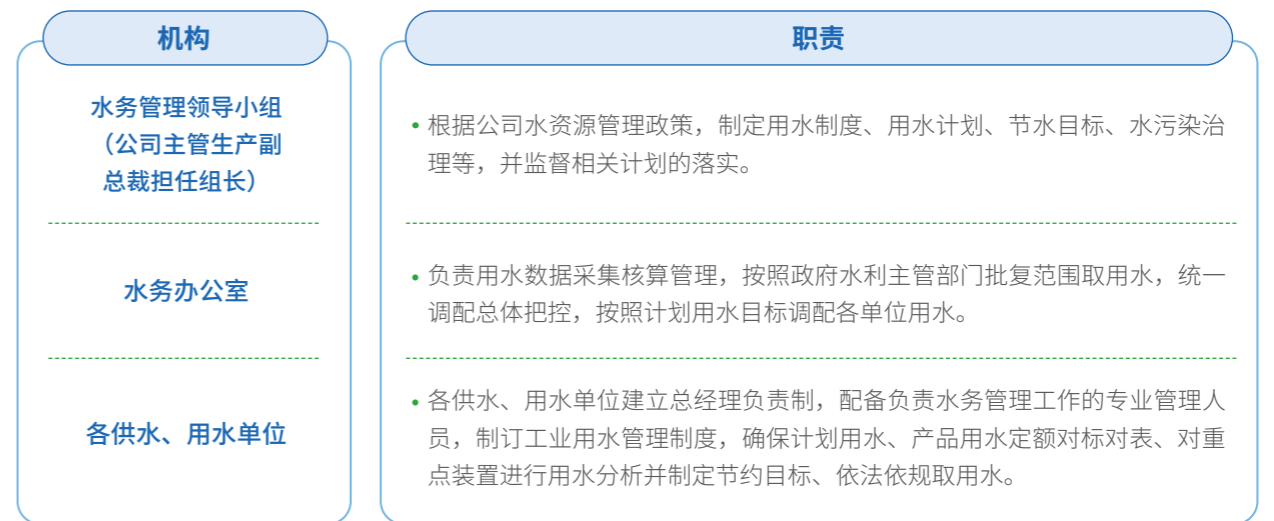 机构
职责
水务管理领导小组
（公司主管生产副
总裁担任组长）
• 根据公司水资源管理政策，制定用水制度、用水计划、节水目标、水污染治
理等，并监督相关计划的落实。
水务办公室
• 负责用水数据采集核算管理，按照政府水利主管部门批复范围取用水，统一
调配总体把控，按照计划用水目标调配各单位用水。
各供水、用水单位
• 各供水、用水单位建立总经理负责制，配备负责水务管理工作的专业管理人
员，制订工业用水管理制度，确保计划用水、产品用水定额对标对表、对重
点装置进行用水分析并制定节约目标、依法依规取用水。